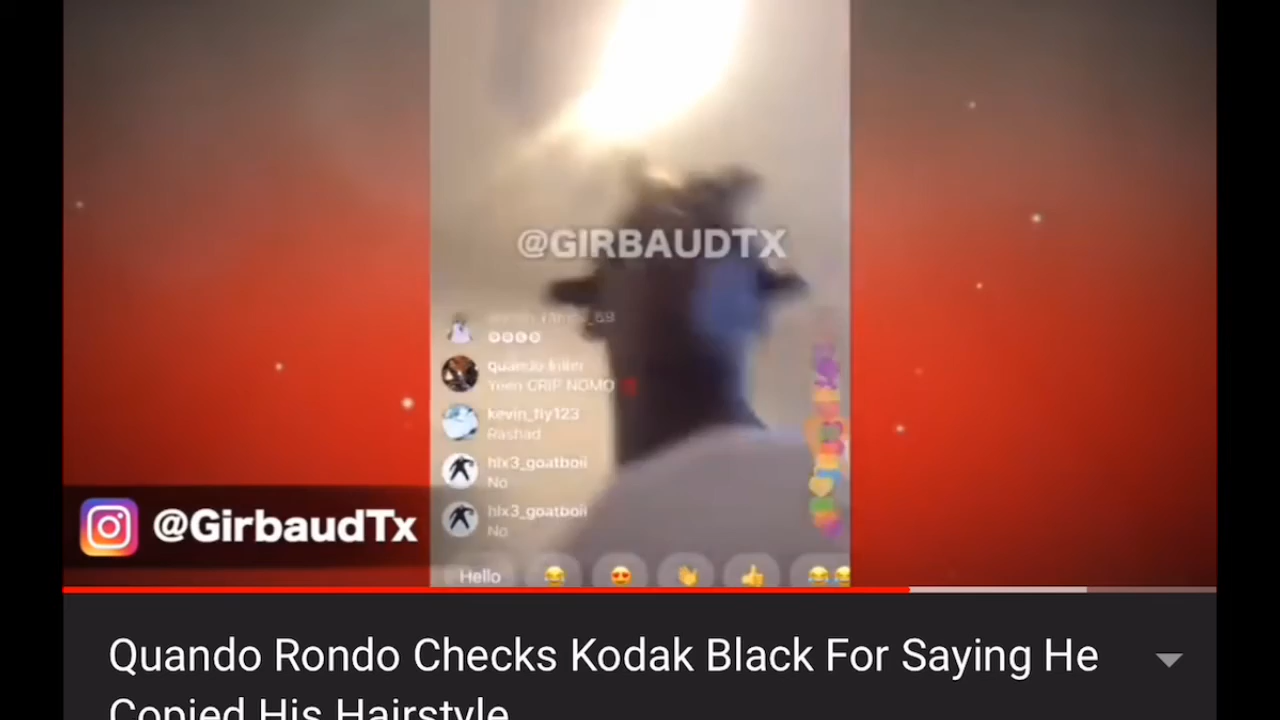 @GIRBAUDTX
Yeen CRIP NOMO
kevin_fly123
Rashad
hlx3_goatboii
No
hlx3_goatboii
No
@GirbaudTx
Hello
Quando Rondo Checks Kodak Black For Saying He
Copied His Hairstyle